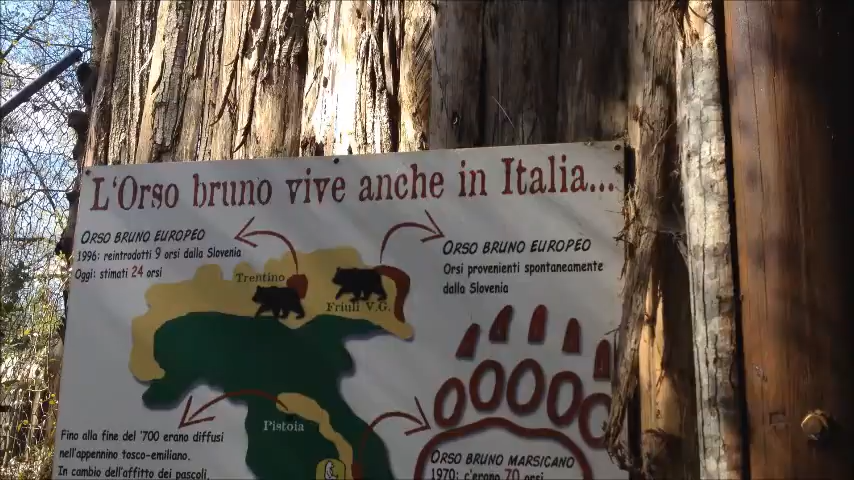 L'Orso bruno vive anche in Italia...
ORSO BRUNO EUROPEO
1996: reintrodotti 9 orsi dalla Slovenia
Oggi: stimati 24 orsi
ORSO BRUNO EUROPEO
Orsi provenienti spontaneamente
dalla Slovenia
Trentino
Friuli V.G.
Pistoia
Fino alla fine del '700 erano diffusi
nell'appennino tosco-emiliano.
In cambio dell'affitto dei pascoli
ORSO BRUNO MARSICANO
1970: c'erano 70 orsi